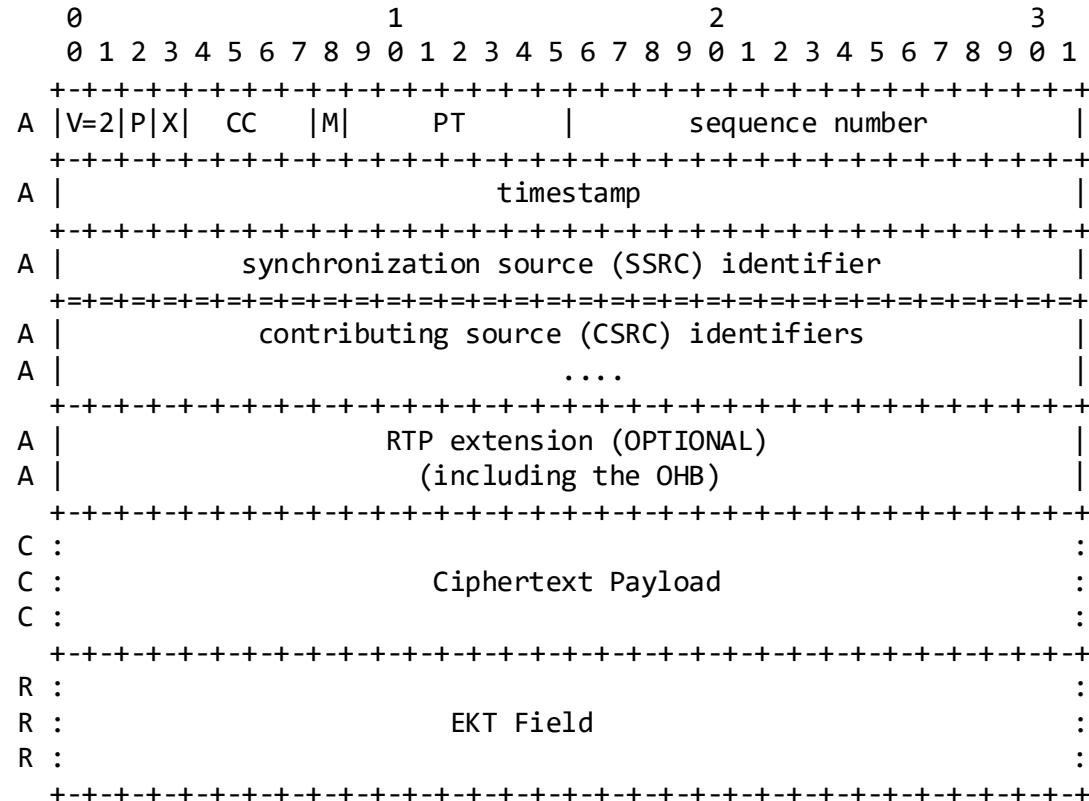 0                   1                   2                   3
    0 1 2 3 4 5 6 7 8 9 0 1 2 3 4 5 6 7 8 9 0 1 2 3 4 5 6 7 8 9 0 1
   +-+-+-+-+-+-+-+-+-+-+-+-+-+-+-+-+-+-+-+-+-+-+-+-+-+-+-+-+-+-+-+-+
 A |V=2|P|X|  CC   |M|     PT      |       sequence number         |
   +-+-+-+-+-+-+-+-+-+-+-+-+-+-+-+-+-+-+-+-+-+-+-+-+-+-+-+-+-+-+-+-+
 A |                           timestamp                           |
   +-+-+-+-+-+-+-+-+-+-+-+-+-+-+-+-+-+-+-+-+-+-+-+-+-+-+-+-+-+-+-+-+
 A |           synchronization source (SSRC) identifier            |
   +=+=+=+=+=+=+=+=+=+=+=+=+=+=+=+=+=+=+=+=+=+=+=+=+=+=+=+=+=+=+=+=+
 A |            contributing source (CSRC) identifiers             |
 A |                               ....                            |
   +-+-+-+-+-+-+-+-+-+-+-+-+-+-+-+-+-+-+-+-+-+-+-+-+-+-+-+-+-+-+-+-+
 A |                    RTP extension (OPTIONAL)                   |
 A |                      (including the OHB)                      |
   +-+-+-+-+-+-+-+-+-+-+-+-+-+-+-+-+-+-+-+-+-+-+-+-+-+-+-+-+-+-+-+-+
 C :                                                               :
 C :                       Ciphertext Payload                      :
 C :                                                               :
   +-+-+-+-+-+-+-+-+-+-+-+-+-+-+-+-+-+-+-+-+-+-+-+-+-+-+-+-+-+-+-+-+
 R :                                                               :
 R :                        EKT Field                              :
 R :                                                               :
   +-+-+-+-+-+-+-+-+-+-+-+-+-+-+-+-+-+-+-+-+-+-+-+-+-+-+-+-+-+-+-+-+